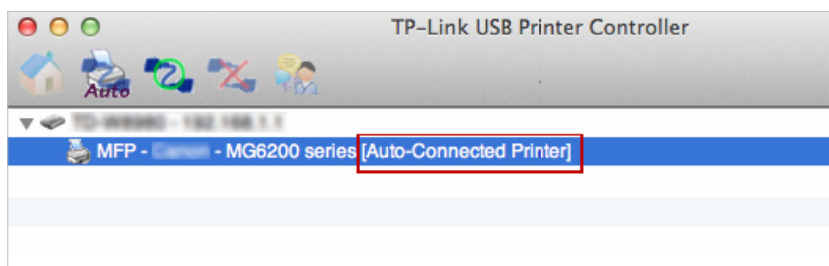 TP-Link USB Printer Controller
Auto
MFP - - MG6200 series [Auto-Connected Printer]